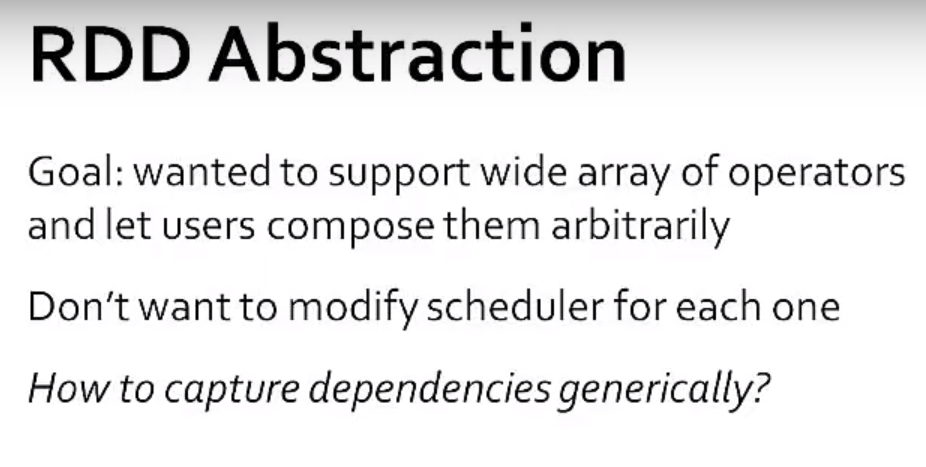 RDD Abstraction
Goal: wanted to support wide array of operators
and let users compose them arbitrarily
Don’t want to modify scheduler for each one
How to capture dependencies generically?